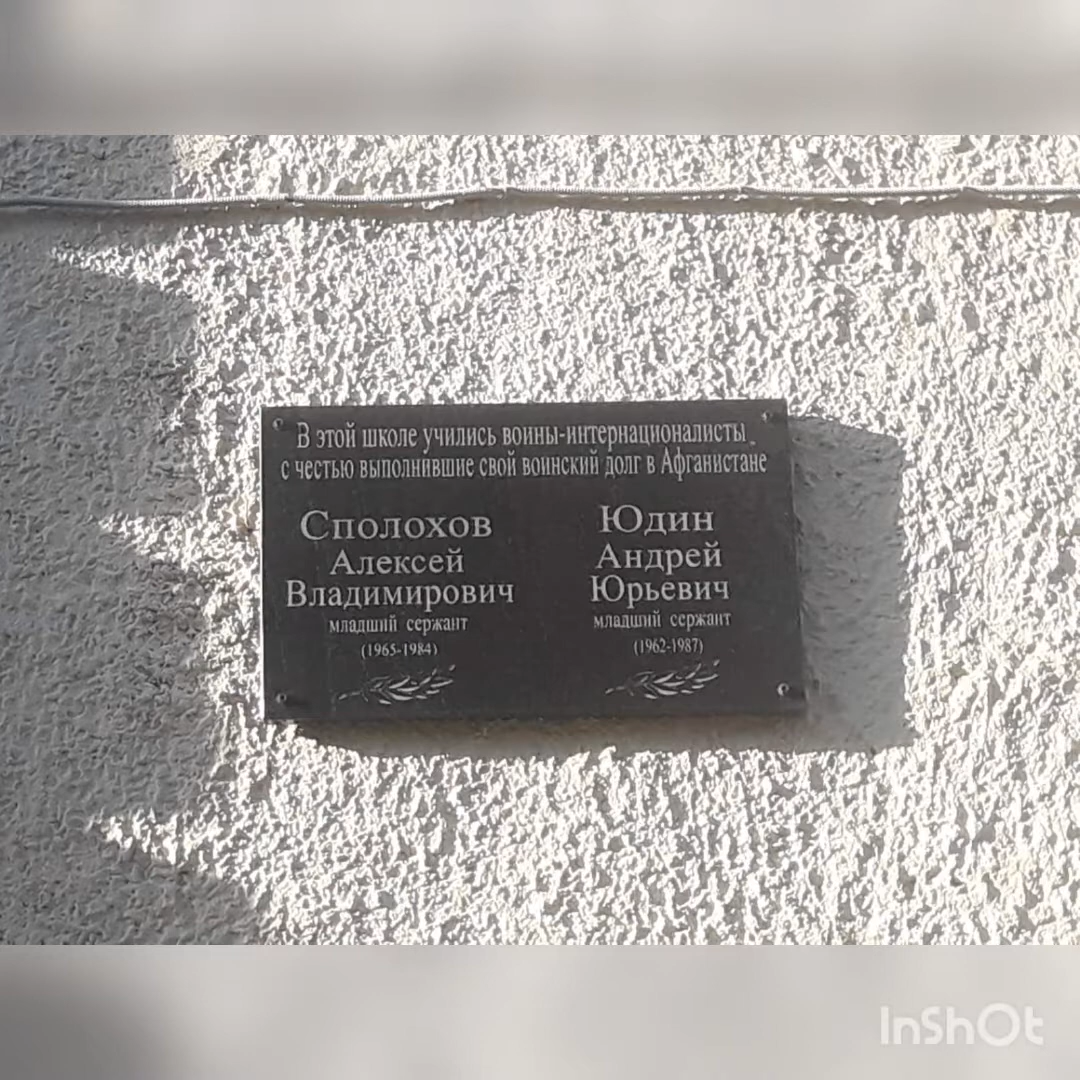 В этой школе учились воины-интернационалисты
с честью выполнившие свой воинский долг в Афганистане
Сполохов
Алексей
Владимирович
младший сержант
(1965-1984)
Юдин
Андрей
Юрьевич
младший сержант
(1962-1987)
InShOt